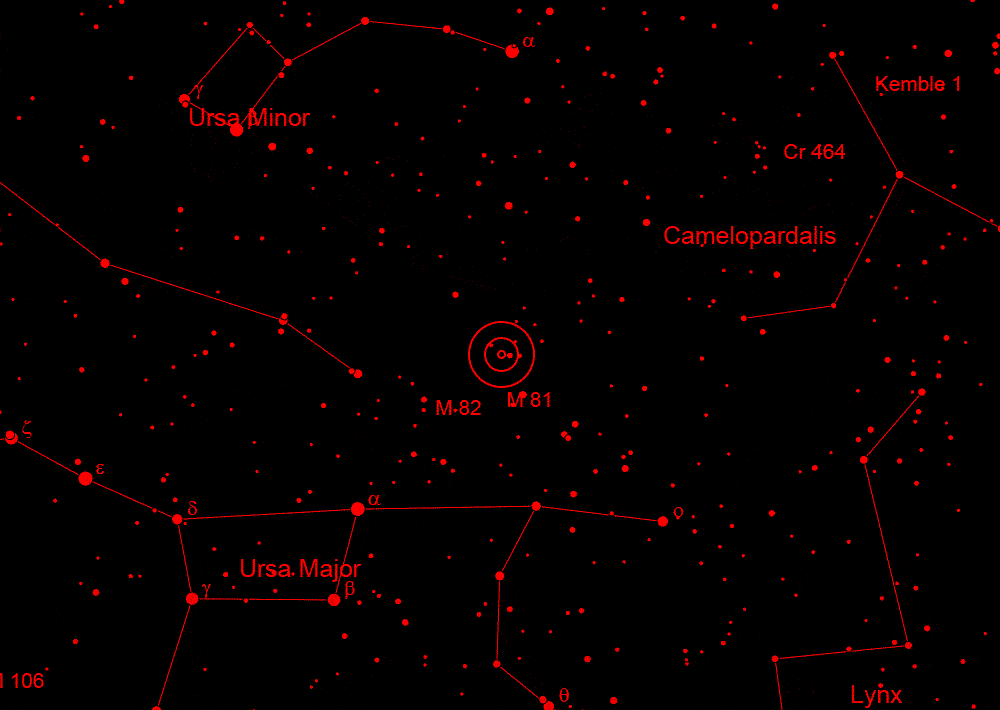 α
Kemble 1
γ
Ursa Minor
β
Cr 464
Camelopardalis
M 82
M 81
ζ
ε
α
δ
ο
Ursa Major
γ
β
106
θ
Lynx